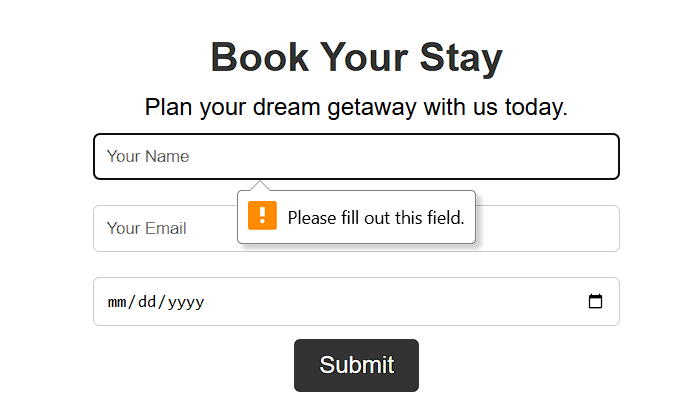 Book Your Stay
Plan your dream getaway with us today.
Your Name
Please fill out this field.
Your Email
mm/dd/yyyy
Submit